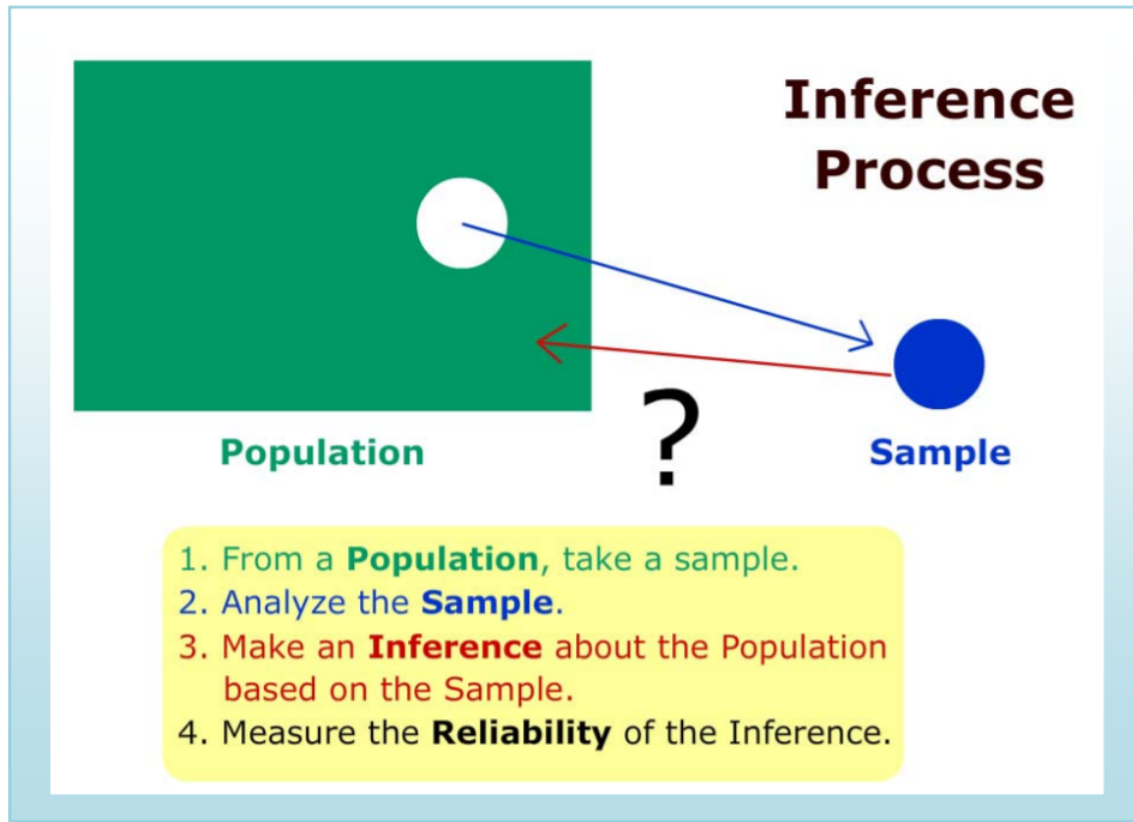 Inference
Process
?
Population
Sample
1. From a Population, take a sample.
2. Analyze the Sample.
3. Make an Inference about the Population
based on the Sample.
4. Measure the Reliability of the Inference.